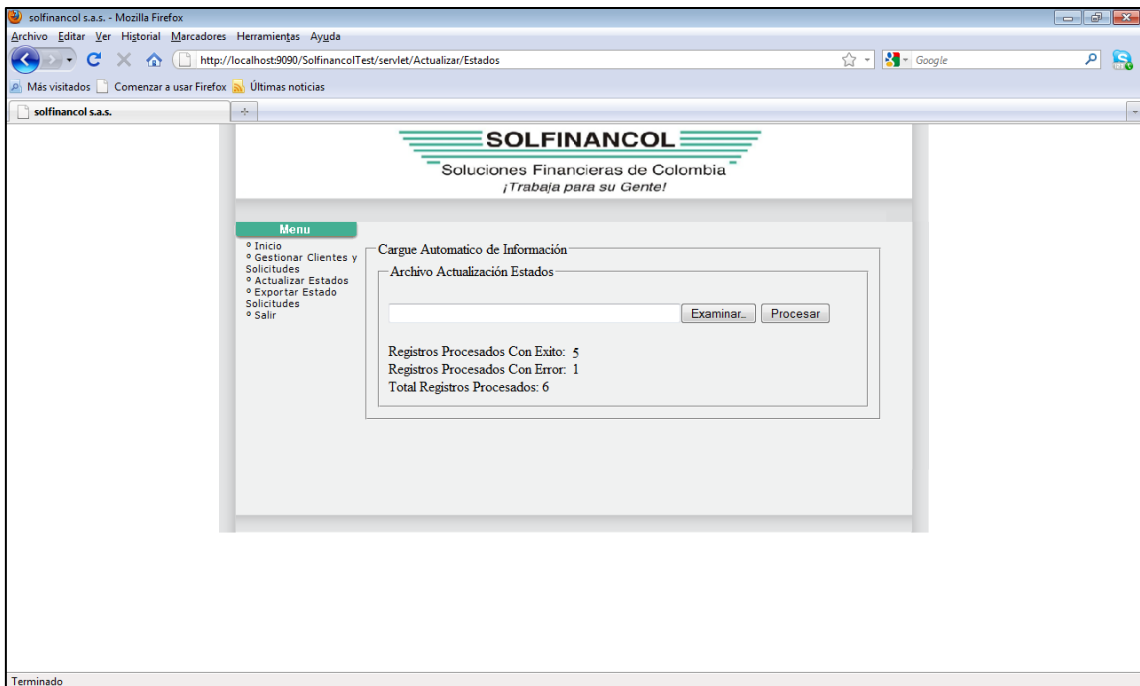 solfinancol s.a.s. - Mozilla Firefox
Archivo Editar Ver Historial Marcadores Herramientas Ayuda
http://localhost:9090/SolfinancolTest/servlet/Actualizar/Estados
Google
Más visitados Comenzar a usar Firefox Últimas noticias
solfinancol s.a.s.
SOLFINANCOL
Soluciones Financieras de Colombia
¡Trabaja para su Gente!
Menu
º Inicio
º Gestionar Clientes y
Solicitudes
º Actualizar Estados
º Exportar Estado
Solicitudes
º Salir
Cargue Automatico de Información
Archivo Actualización Estados
Examinar... Procesar
Registros Procesados Con Exito: 5
Registros Procesados Con Error: 1
Total Registros Procesados: 6
Terminado